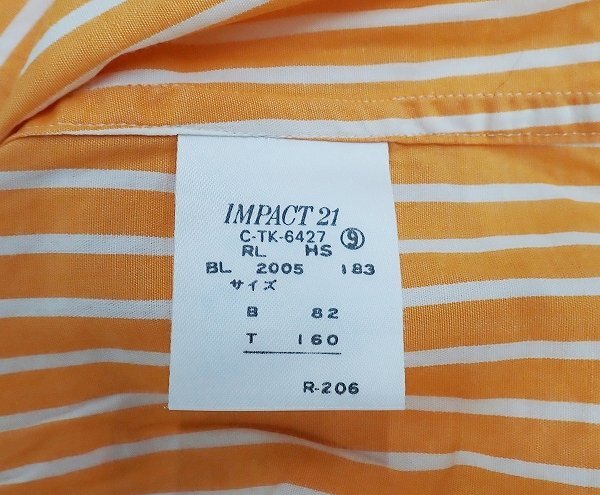 IMPACT 21
C-TK-6427 ⑨
RL HS
BL 2005 183
サイズ
B 82
T 160
R-206